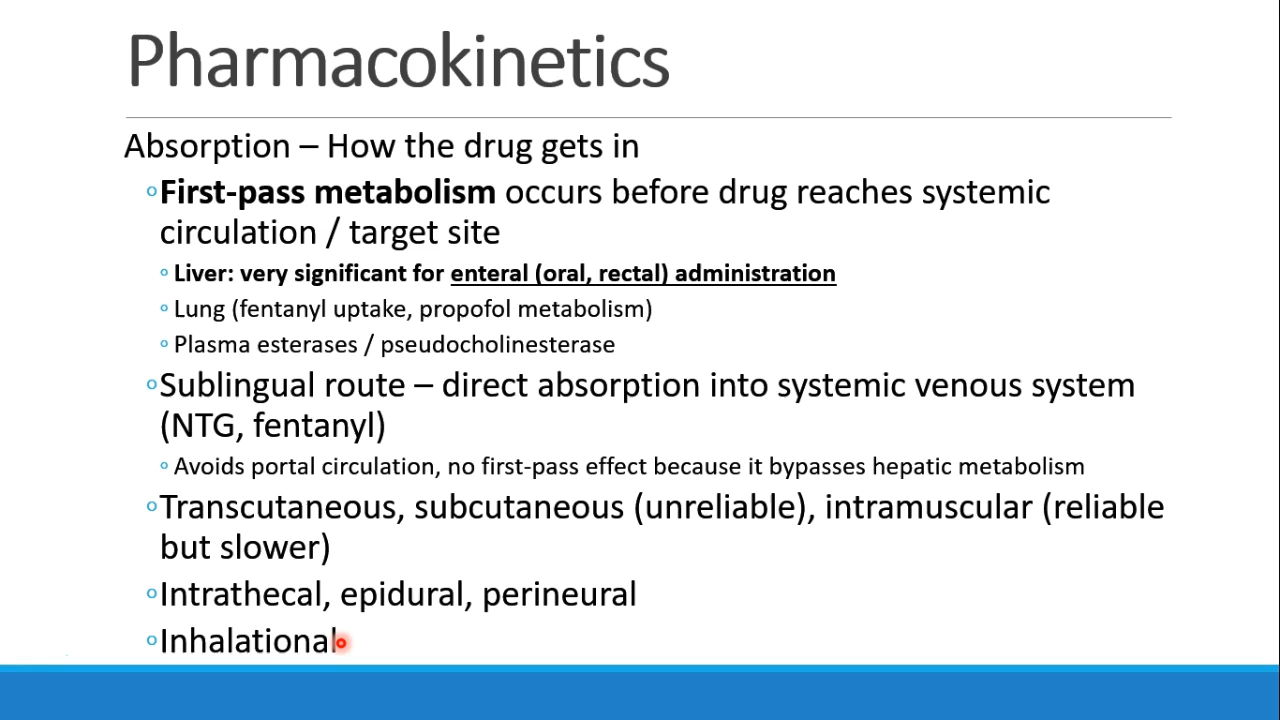 Pharmacokinetics
Absorption – How the drug gets in
◦First-pass metabolism occurs before drug reaches systemic
circulation / target site
◦ Liver: very significant for enteral (oral, rectal) administration
◦ Lung (fentanyl uptake, propofol metabolism)
◦ Plasma esterases / pseudocholinesterase
◦Sublingual route – direct absorption into systemic venous system
(NTG, fentanyl)
◦ Avoids portal circulation, no first-pass effect because it bypasses hepatic metabolism
◦Transcutaneous, subcutaneous (unreliable), intramuscular (reliable
but slower)
◦Intrathecal, epidural, perineural
◦Inhalational